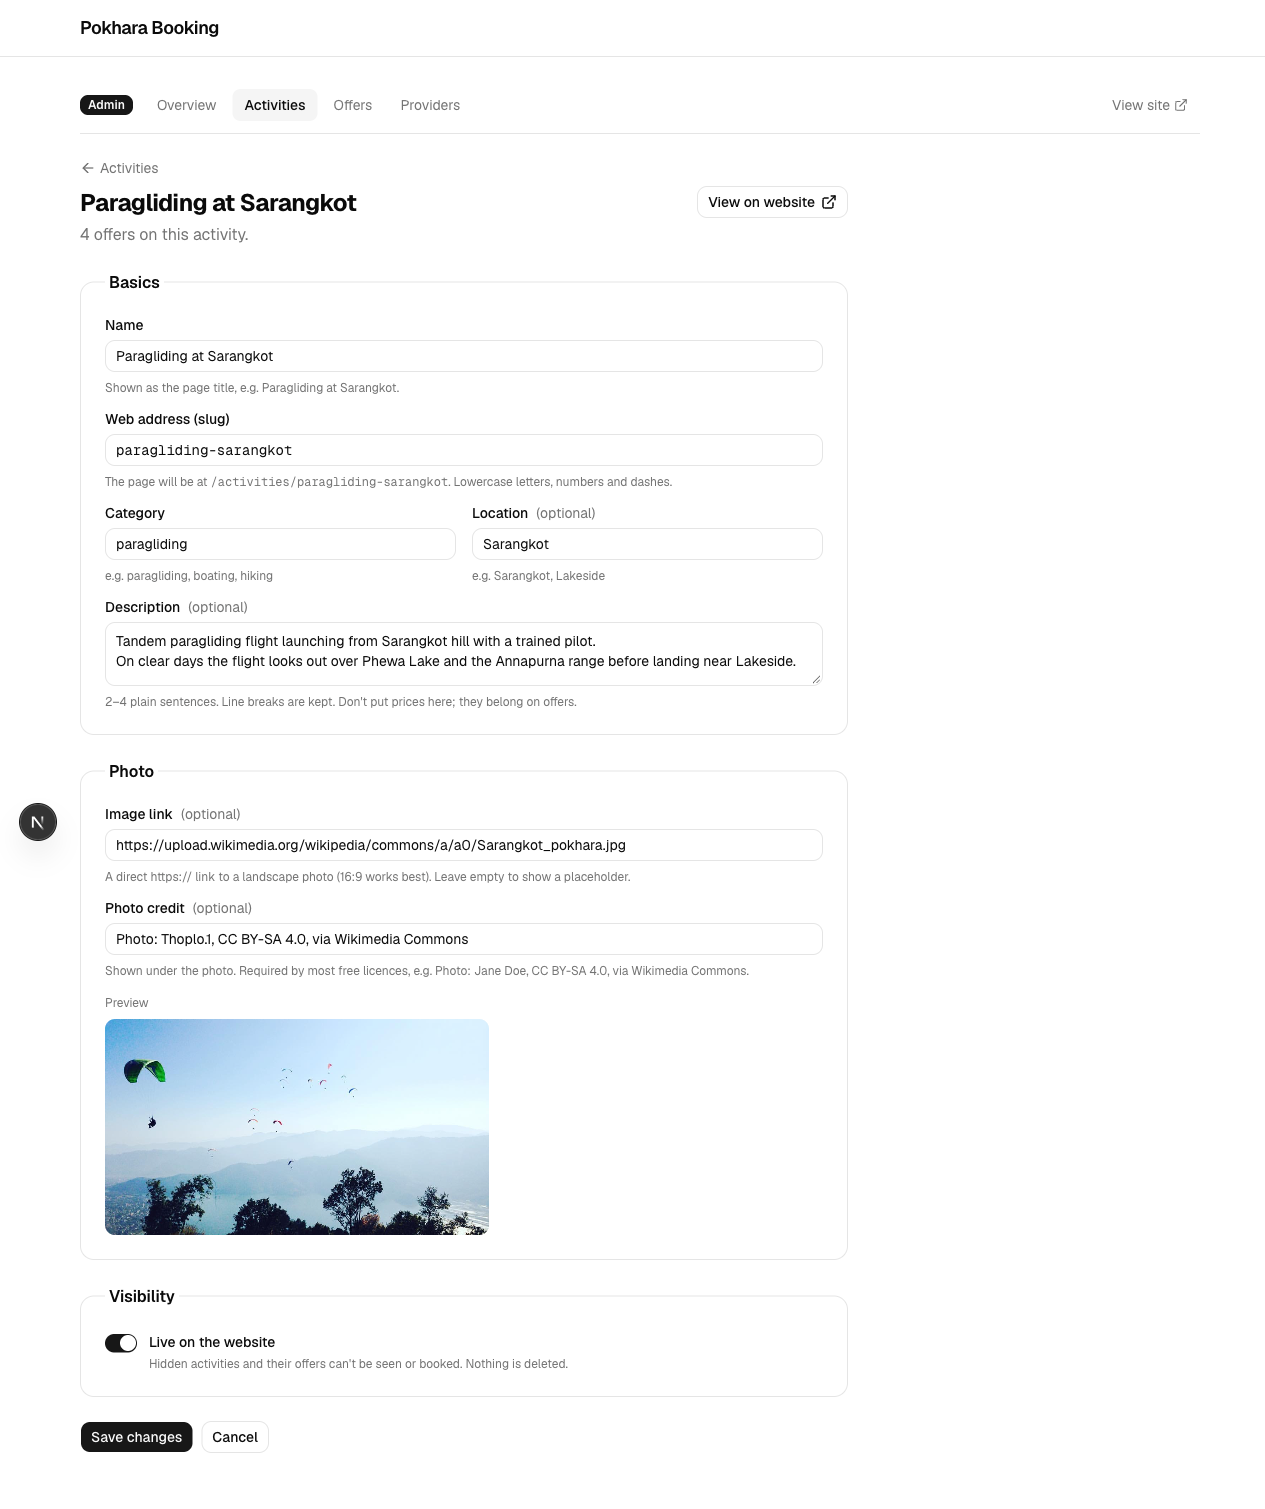 Pokhara Booking
Admin Overview Activities Offers Providers View site
Activities
Paragliding at Sarangkot View on website
4 offers on this activity.
Basics
Name
Paragliding at Sarangkot
Shown as the page title, e.g. Paragliding at Sarangkot.
Web address (slug)
paragliding-sarangkot
The page will be at /activities/paragliding-sarangkot. Lowercase letters, numbers and dashes.
Category Location (optional)
paragliding Sarangkot
e.g. paragliding, boating, hiking e.g. Sarangkot, Lakeside
Description (optional)
Tandem paragliding flight launching from Sarangkot hill with a trained pilot.
On clear days the flight looks out over Phewa Lake and the Annapurna range before landing near Lakeside.
2–4 plain sentences. Line breaks are kept. Don't put prices here; they belong on offers.
Photo
Image link (optional)
https://upload.wikimedia.org/wikipedia/commons/a/a0/Sarangkot_pokhara.jpg
A direct https:// link to a landscape photo (16:9 works best). Leave empty to show a placeholder.
Photo credit (optional)
Photo: Thoplo.1, CC BY-SA 4.0, via Wikimedia Commons
Shown under the photo. Required by most free licences, e.g. Photo: Jane Doe, CC BY-SA 4.0, via Wikimedia Commons.
Preview
Visibility
Live on the website
Hidden activities and their offers can't be seen or booked. Nothing is deleted.
Save changes Cancel
N